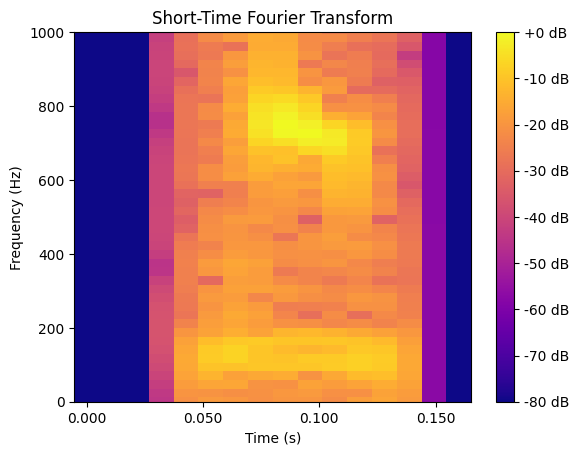 Short-Time Fourier Transform
1000
800
600
400
200
0
Frequency (Hz)
0.000
0.050
0.100
0.150
Time (s)
+0 dB
-10 dB
-20 dB
-30 dB
-40 dB
-50 dB
-60 dB
-70 dB
-80 dB